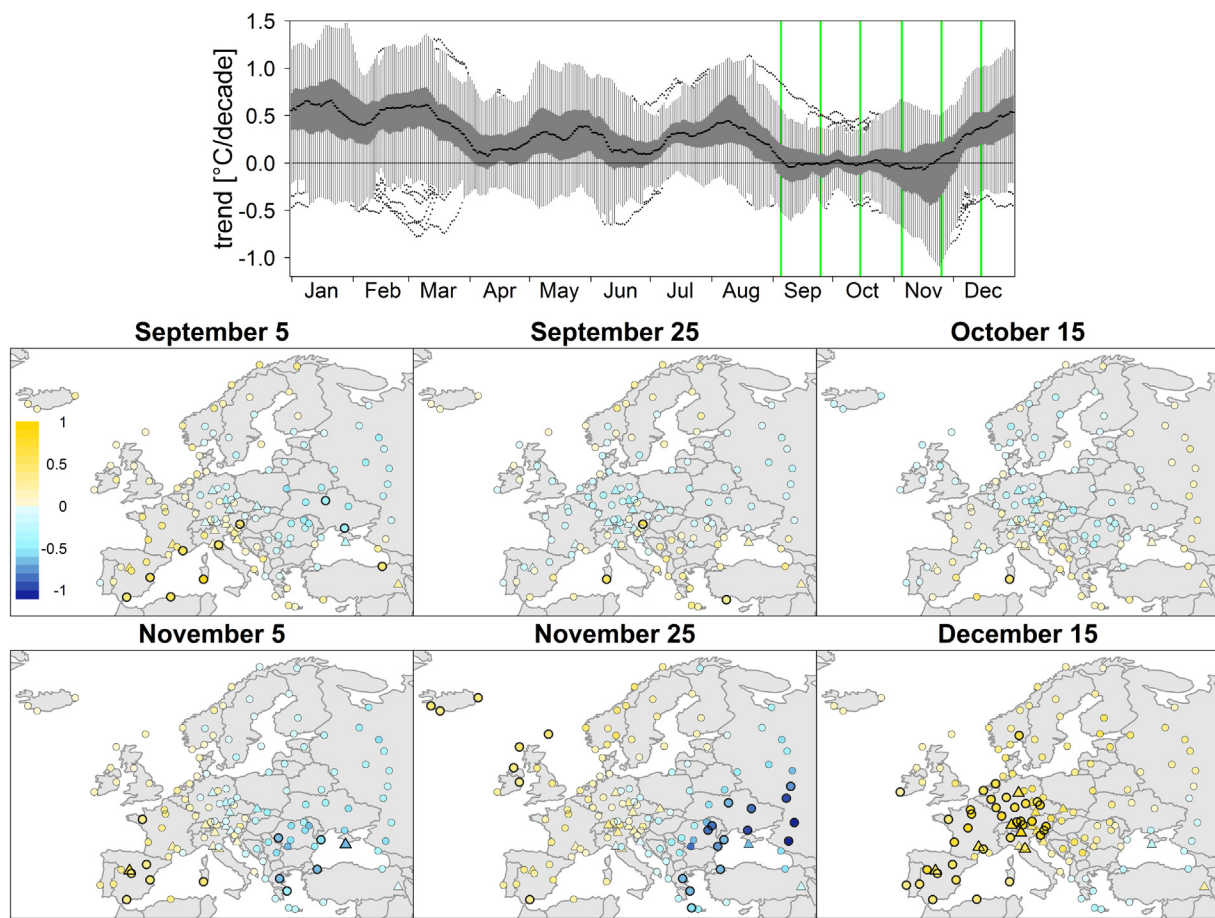 trend [°C/decade]
1.5
1.0
0.5
0.0
-0.5
-1.0
Jan Feb Mar Apr May Jun Jul Aug Sep Oct Nov Dec
September 5 September 25 October 15
1
0.5
0
-0.5
-1
November 5 November 25 December 15